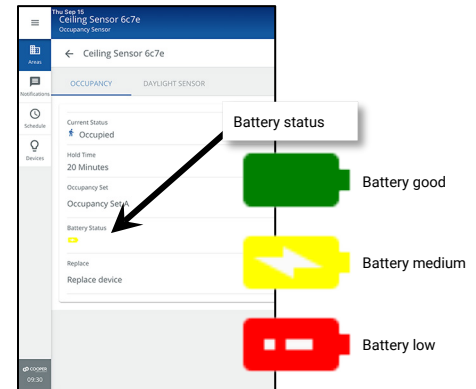 Thu Sep 15
Ceiling Sensor 6c7e
Occupancy Sensor
Ceiling Sensor 6c7e
Areas
Notifications
Schedule
Devices
OCCUPANCY
DAYLIGHT SENSOR
Current Status
Occupied
Hold Time
20 Minutes
Occupancy Set
Occupancy Set A
Battery Status
Replace
Replace device
COOPER
09:30
Battery status
Battery good
Battery medium
Battery low